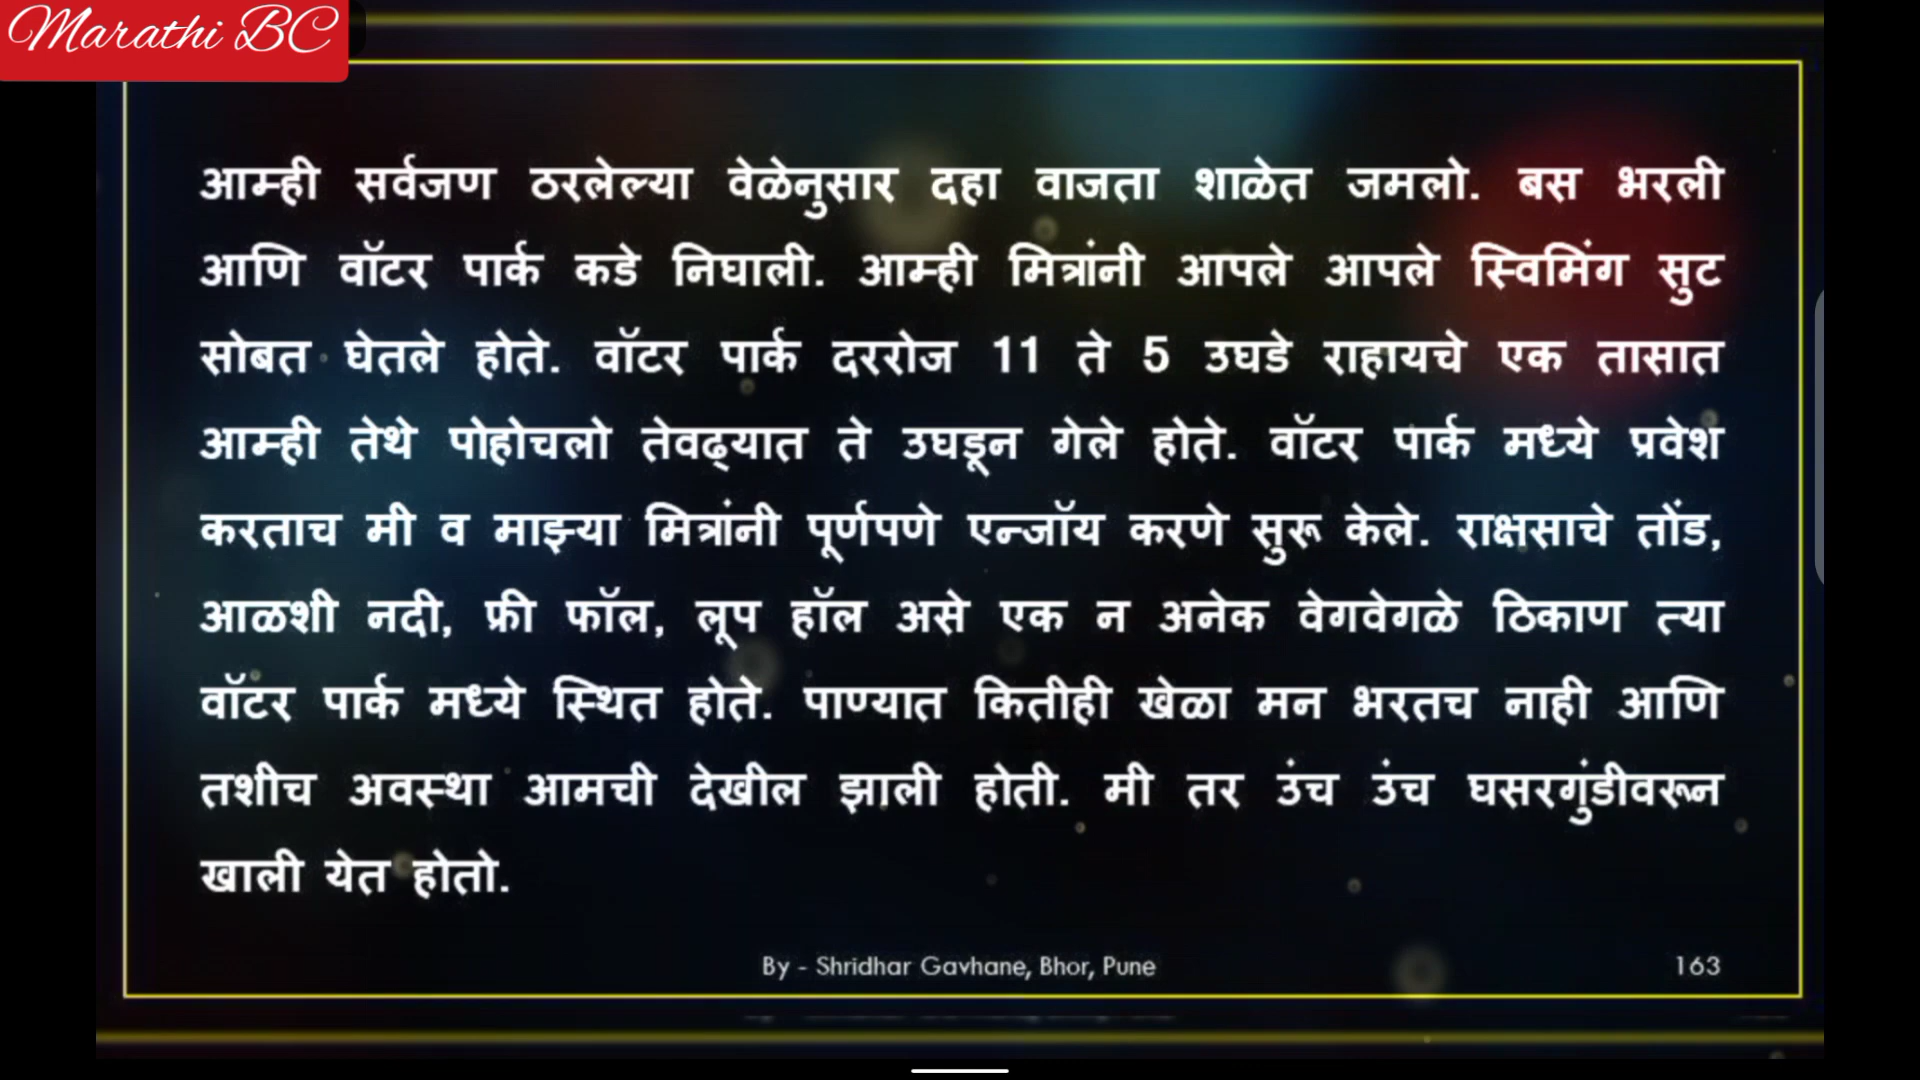 Marathi BC
आम्ही सर्वजण ठरलेल्या वेळेनुसार दहा वाजता शाळेत जमलो. बस भरली
आणि वॉटर पार्क कडे निघाली. आम्ही मित्रांनी आपले आपले स्विमिंग सुट
सोबत घेतले होते. वॉटर पार्क दररोज 11 ते 5 उघडे राहायचे एक तासात
आम्ही तेथे पोहोचलो तेवढ्यात ते उघडून गेले होते. वॉटर पार्क मध्ये प्रवेश
करताच मी व माझ्या मित्रांनी पूर्णपणे एन्जॉय करणे सुरू केले. राक्षसाचे तोंड,
आळशी नदी, फ्री फॉल, लूप हॉल असे एक न अनेक वेगवेगळे ठिकाण त्या
वॉटर पार्क मध्ये स्थित होते. पाण्यात कितीही खेळा मन भरतच नाही आणि
तशीच अवस्था आमची देखील झाली होती. मी तर उंच उंच घसरगुंडीवरून
खाली येत होतो.
By - Shridhar Gavhane, Bhor, Pune 163